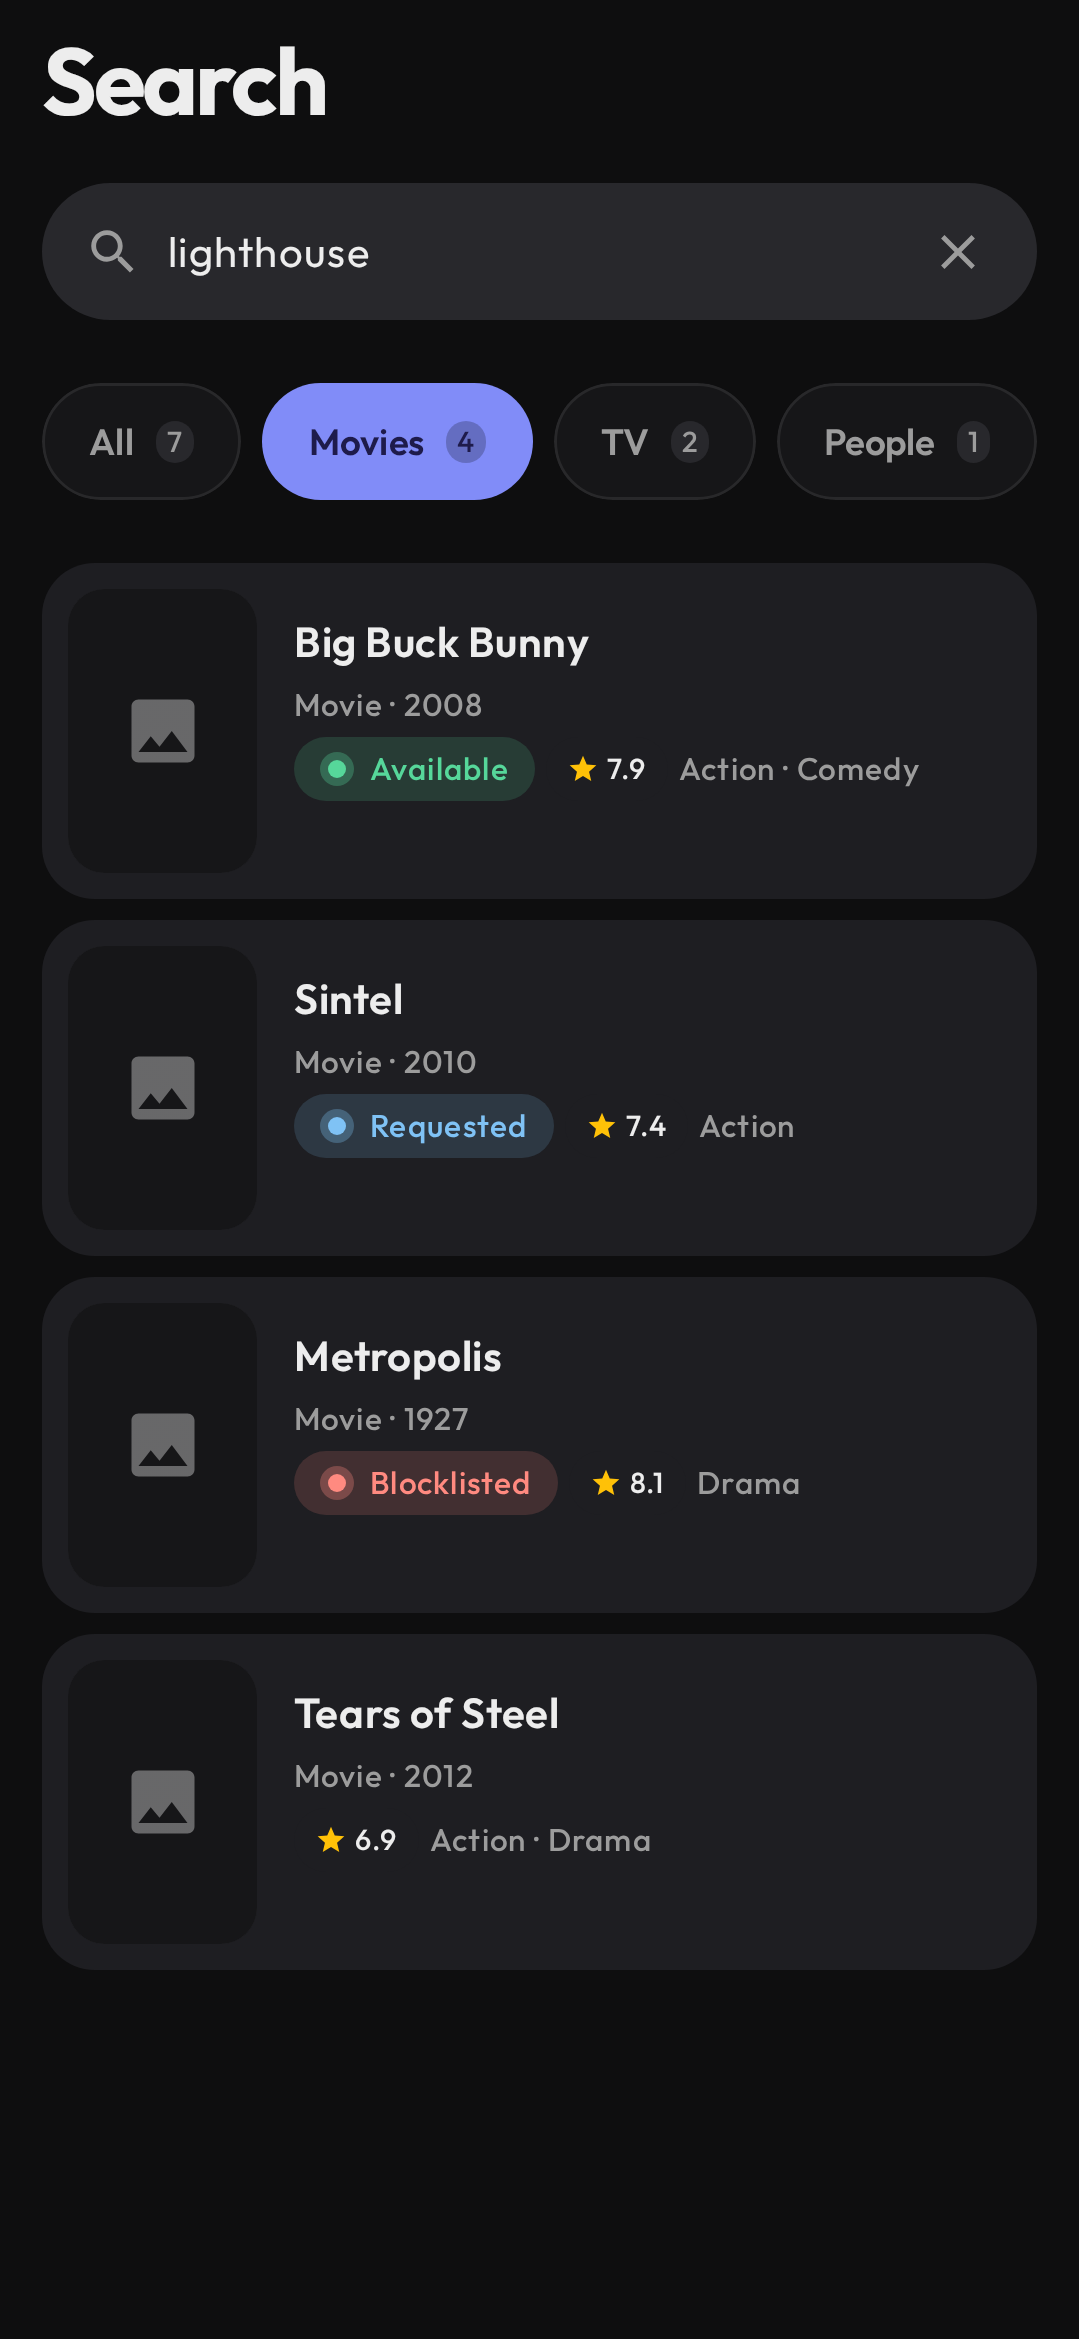 Search
lighthouse
All 7 Movies 4 TV 2 People 1
Big Buck Bunny
Movie · 2008
Available 7.9 Action · Comedy
Sintel
Movie · 2010
Requested 7.4 Action
Metropolis
Movie · 1927
Blocklisted 8.1 Drama
Tears of Steel
Movie · 2012
6.9 Action · Drama